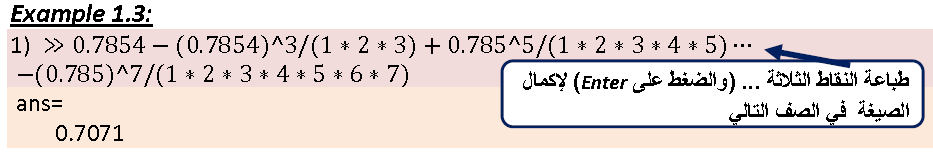 Example 1.3:
1) ≫ 0.7854 − (0.7854)^3/(1 ∗ 2 ∗ 3) + 0.785^5/(1 ∗ 2 ∗ 3 ∗ 4 ∗ 5) ⋯
−(0.785)^7/(1 ∗ 2 ∗ 3 ∗ 4 ∗ 5 ∗ 6 ∗ 7)
طباعة النقاط الثلاثة ... (والضغط على Enter) لإكمال
الصيغة في الصف التالي
ans=
0.7071